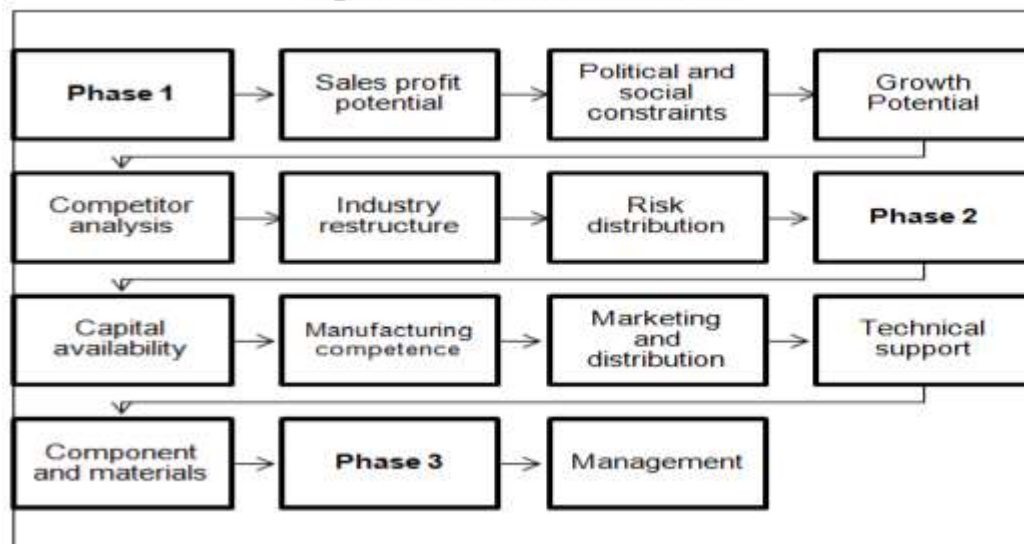 Phase 1
Sales profit
potential
Political and
social
constraints
Growth
Potential
Competitor
analysis
Industry
restructure
Risk
distribution
Phase 2
Capital
availability
Manufacturing
competence
Marketing
and
distribution
Technical
support
Component
and materials
Phase 3
Management